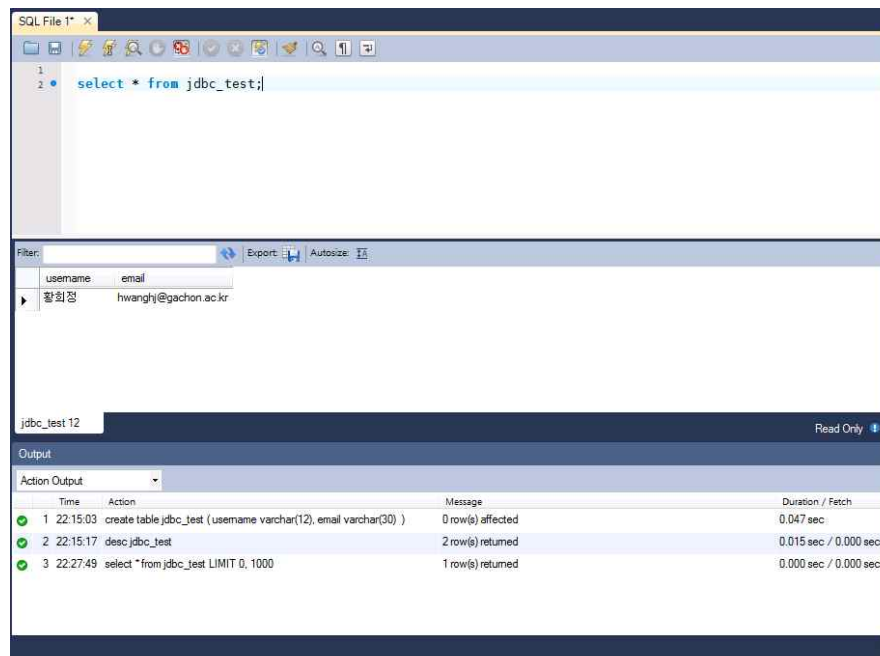 SQL File 1* ×
1
2 select * from jdbc_test;
Filter: Export: Autosize:
username email
황희정 hwanghj@gachon.ac.kr
jdbc_test 12
Read Only
Output
Action Output
Time Action Message Duration / Fetch
1 22:15:03 create table jdbc_test ( username varchar(12), email varchar(30) ) 0 row(s) affected 0.047 sec
2 22:15:17 desc jdbc_test 2 row(s) returned 0.015 sec / 0.000 sec
3 22:27:49 select * from jdbc_test LIMIT 0, 1000 1 row(s) returned 0.000 sec / 0.000 sec